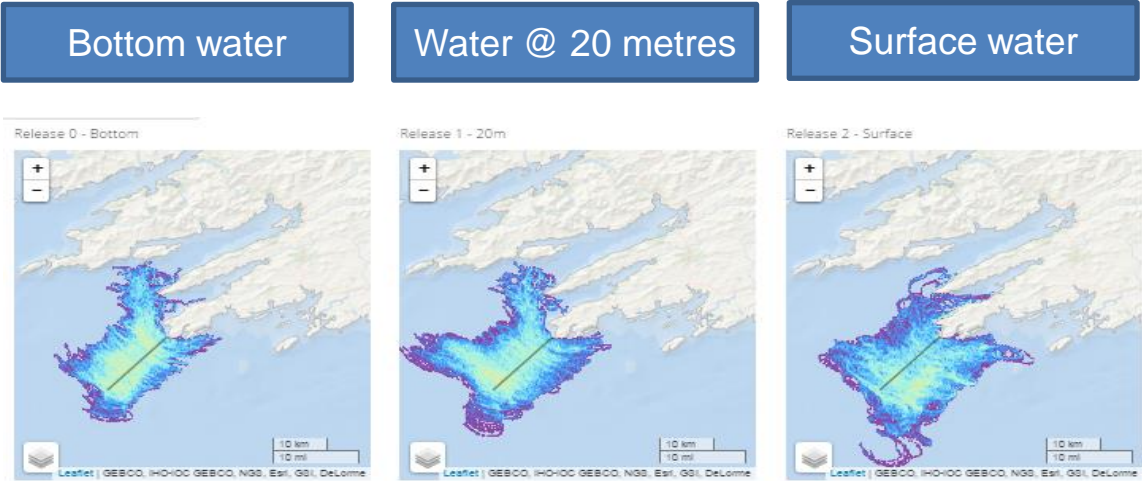 Bottom water
Water @ 20 metres
Surface water
Release 0 - Bottom
Release 1 - 20m
Release 2 - Surface
+
−
+
−
+
−
10 km
10 mi
10 km
10 mi
10 km
10 mi
Leaflet | GEBCO, IHO-IOC GEBCO, NGS, Esri, GSI, DeLorme
Leaflet | GEBCO, IHO-IOC GEBCO, NGS, Esri, GSI, DeLorme
Leaflet | GEBCO, IHO-IOC GEBCO, NGS, Esri, GSI, DeLorme